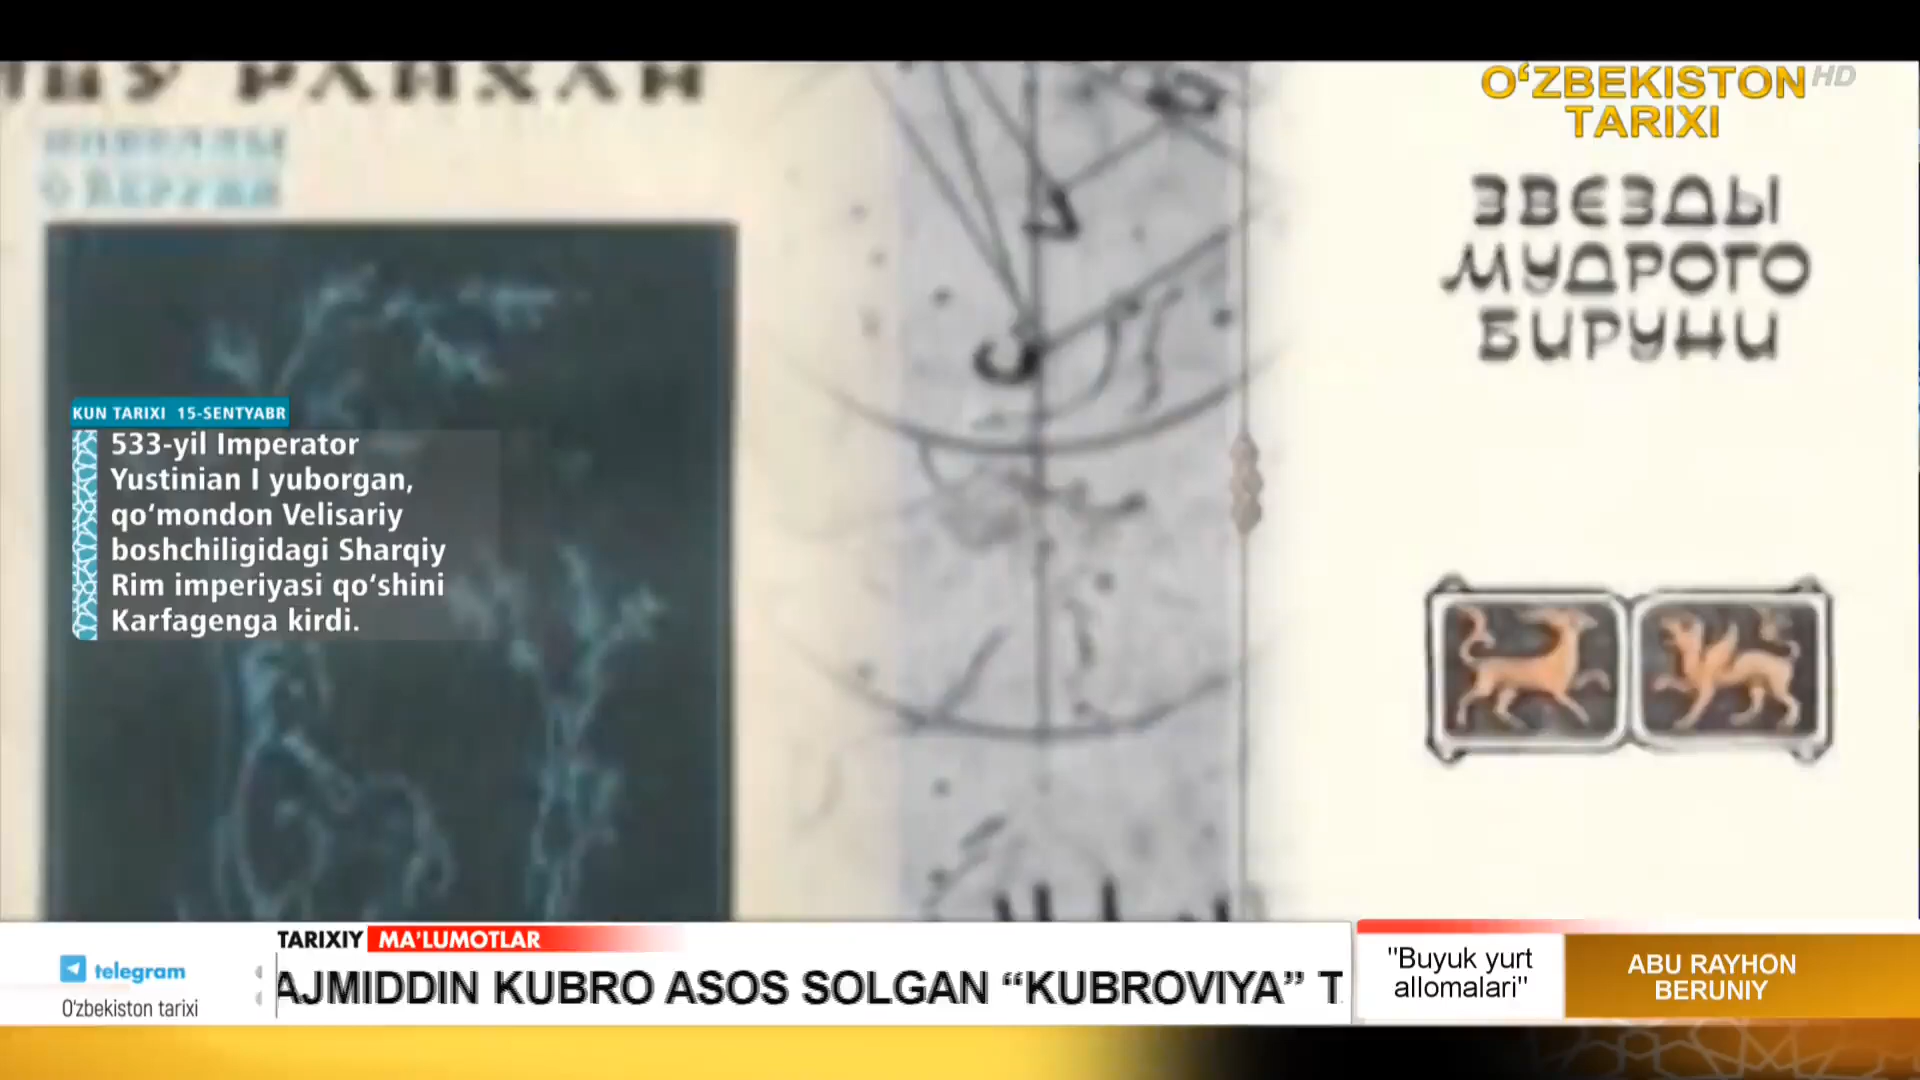 РАЙХАН
O‘ZBEKISTON HD
TARIXI
ЗВЕЗДЫ
МУДРОГО
БИРУНИ
KUN TARIXI 15-SENTYABR
533-yil Imperator
Yustinian I yuborgan,
qo‘mondon Velisariy
boshchiligidagi Sharqiy
Rim imperiyasi qo‘shini
Karfagenga kirdi.
TARIXIY MA’LUMOTLAR
telegram
O‘zbekiston tarixi
AJMIDDIN KUBRO ASOS SOLGAN “KUBROVIYA” T
"Buyuk yurt
allomalari"
ABU RAYHON
BERUNIY